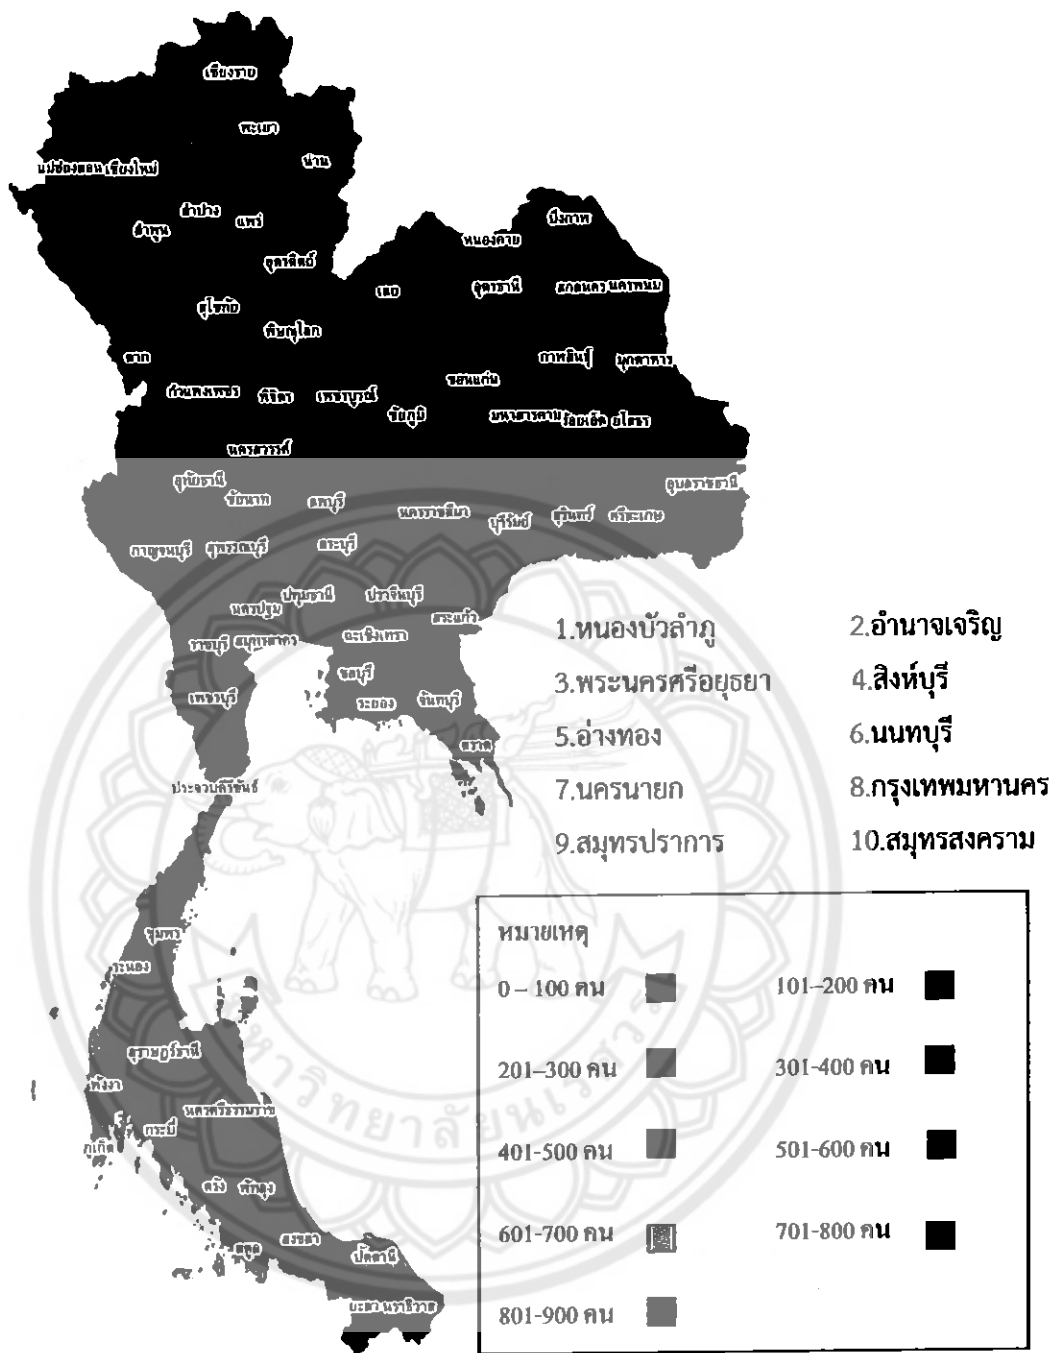 เชียงราย
พะเยา
แม่ฮ่องสอน เชียงใหม่ น่าน
ลำปาง
ลำพูน แพร่
บึงกาฬ
หนองคาย
อุตรดิตถ์
เลย อุดรธานี สกลนคร นครพนม
สุโขทัย
พิษณุโลก
ตาก กาฬสินธุ์ มุกดาหาร
ขอนแก่น
กำแพงเพชร พิจิตร เพชรบูรณ์
ชัยภูมิ มหาสารคาม ร้อยเอ็ด ยโสธร
นครสวรรค์
อุทัยธานี อุบลราชธานี
ชัยนาท ลพบุรี
นครราชสีมา บุรีรัมย์ สุรินทร์ ศรีสะเกษ
กาญจนบุรี สุพรรณบุรี สระบุรี
นครปฐม ปทุมธานี ปราจีนบุรี
สระแก้ว
ราชบุรี สมุทรสาคร ฉะเชิงเทรา
ชลบุรี
เพชรบุรี ระยอง จันทบุรี
ตราด
ประจวบคีรีขันธ์
ชุมพร
ระนอง
สุราษฎร์ธานี
พังงา
นครศรีธรรมราช
กระบี่
ภูเก็ต
ตรัง พัทลุง
สงขลา
สตูล ปัตตานี
ยะลา นราธิวาส
1.หนองบัวลำภู 2.อำนาจเจริญ
3.พระนครศรีอยุธยา 4.สิงห์บุรี
5.อ่างทอง 6.นนทบุรี
7.นครนายก 8.กรุงเทพมหานคร
9.สมุทรปราการ 10.สมุทรสงคราม
หมายเหตุ
0 – 100 คน 101–200 คน
201–300 คน 301-400 คน
401-500 คน 501-600 คน
601-700 คน 701-800 คน
801-900 คน
มหาวิทยาลัยนเรศวร